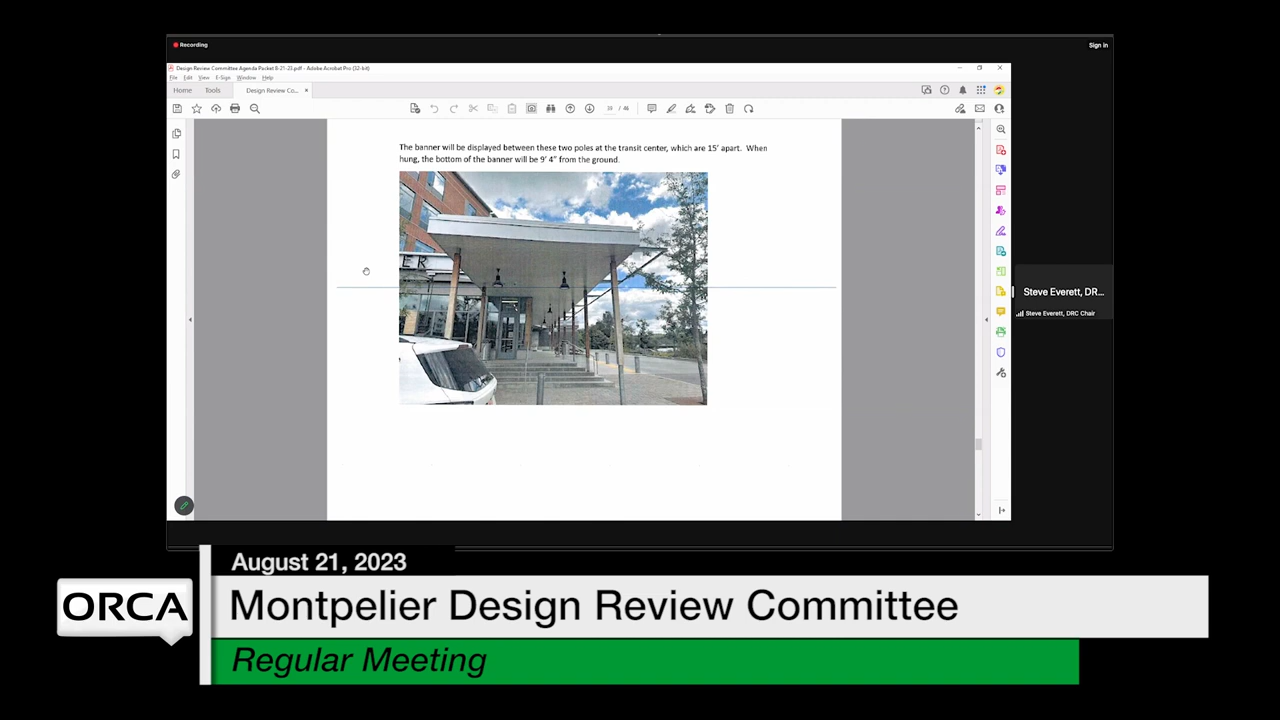 Recording
Sign In
Design Review Committee Agenda Packet 8-21-23.pdf - Adobe Acrobat Pro (32-bit)
File Edit View E-Sign Window Help
Home Tools Design Review Co... ×
/ 46
The banner will be displayed between these two poles at the transit center, which are 15' apart. When
hung, the bottom of the banner will be 9' 4" from the ground.
ER
Steve Everett, DR...
Steve Everett, DRC Chair
August 21, 2023
ORCA
Montpelier Design Review Committee
Regular Meeting